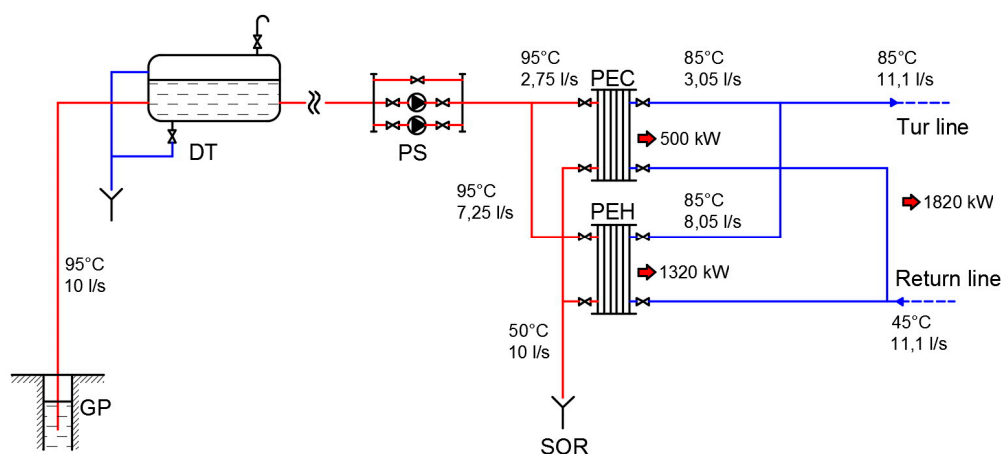 95°C
2,75 l/s
PEC
85°C
3,05 l/s
85°C
11,1 l/s
Tur line
DT
PS
500 kW
95°C
7,25 l/s
PEH
85°C
8,05 l/s
1820 kW
95°C
10 l/s
1320 kW
Return line
50°C
10 l/s
45°C
11,1 l/s
GP
SOR